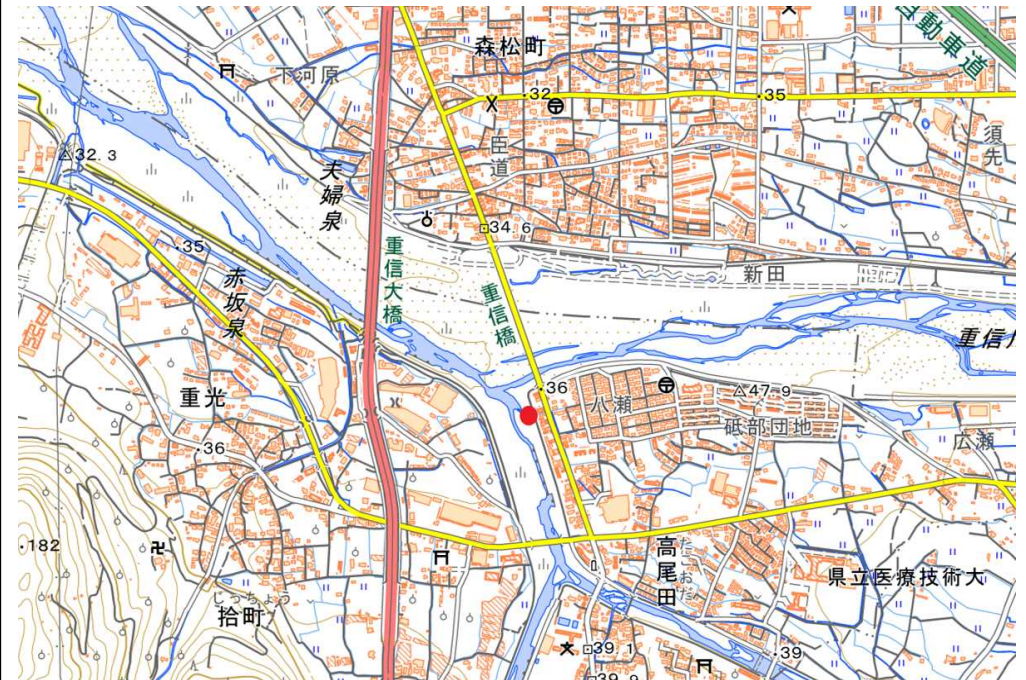 自動車道
森松町
下河原
32
35
臣道
須先
32.3
夫婦泉
34.6
35
赤坂泉
重信大橋
重信橋
新田
重信川
重光
36
八瀬
47.9
砥部団地
36
広瀬
182
高尾田
たこおだ
県立医療技術大
じっちょう
拾町
39.1
39
39.9